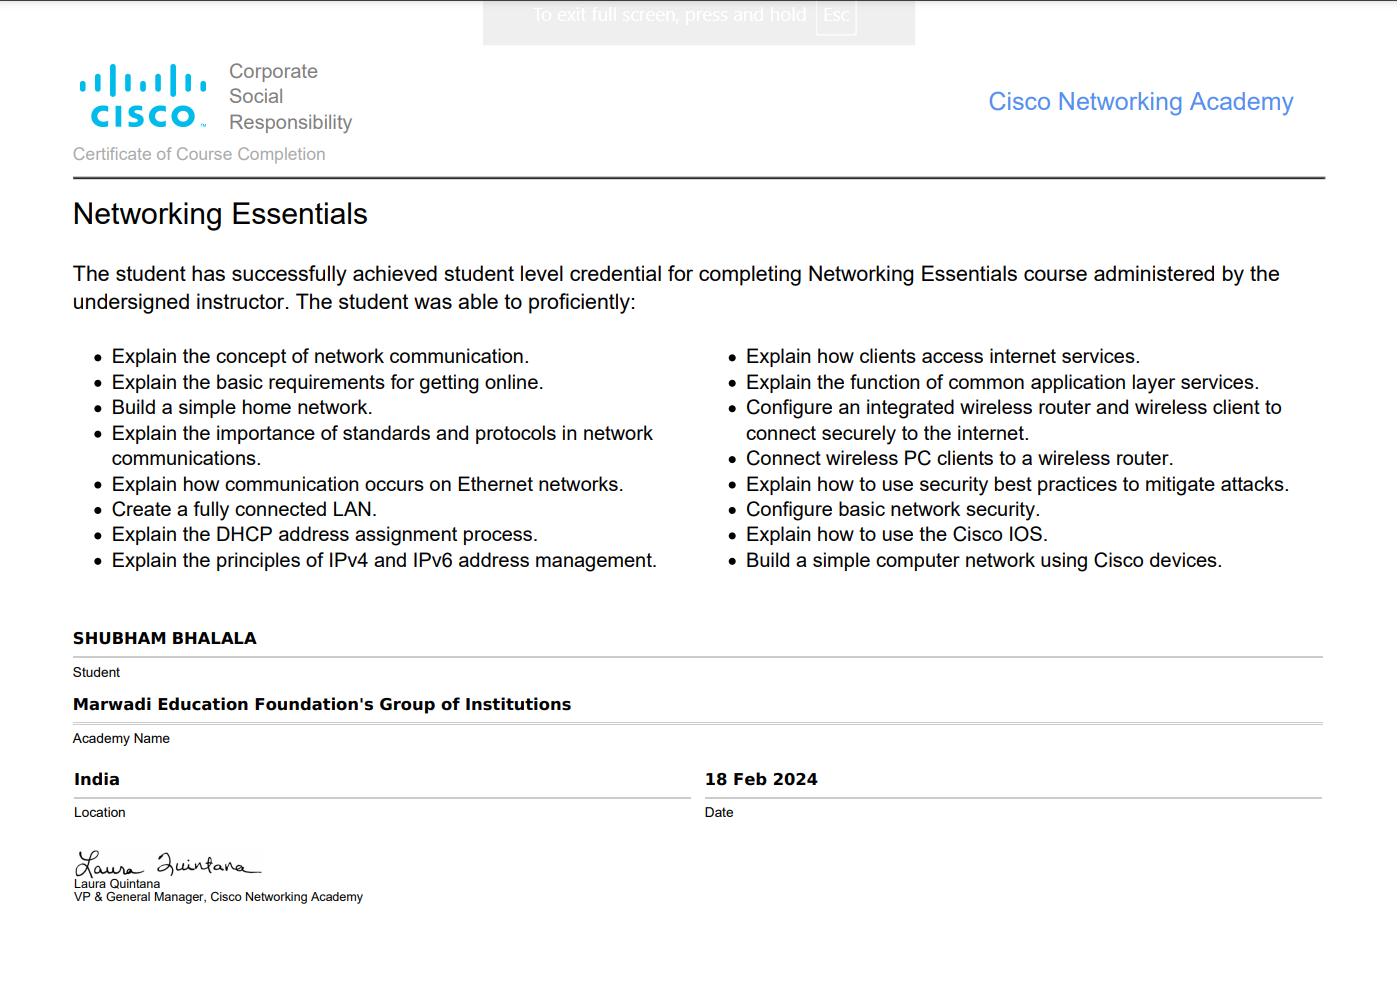 To exit full screen, press and hold Esc
CISCO™
Corporate
Social
Responsibility
Cisco Networking Academy
Certificate of Course Completion
Networking Essentials
The student has successfully achieved student level credential for completing Networking Essentials course administered by the
undersigned instructor. The student was able to proficiently:
• Explain the concept of network communication.
• Explain the basic requirements for getting online.
• Build a simple home network.
• Explain the importance of standards and protocols in network
communications.
• Explain how communication occurs on Ethernet networks.
• Create a fully connected LAN.
• Explain the DHCP address assignment process.
• Explain the principles of IPv4 and IPv6 address management.
• Explain how clients access internet services.
• Explain the function of common application layer services.
• Configure an integrated wireless router and wireless client to
connect securely to the internet.
• Connect wireless PC clients to a wireless router.
• Explain how to use security best practices to mitigate attacks.
• Configure basic network security.
• Explain how to use the Cisco IOS.
• Build a simple computer network using Cisco devices.
SHUBHAM BHALALA
Student
Marwadi Education Foundation's Group of Institutions
Academy Name
India
Location
18 Feb 2024
Date
Laura Quintana
Laura Quintana
VP & General Manager, Cisco Networking Academy